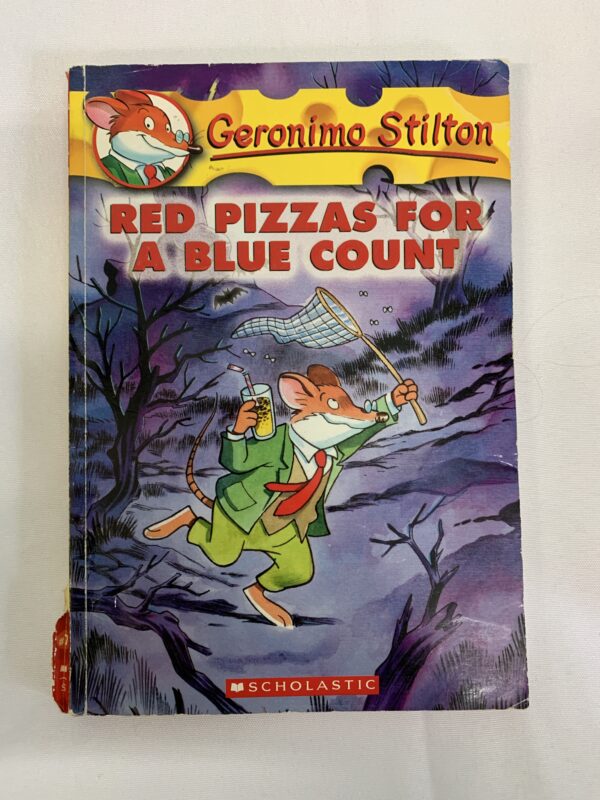 Geronimo Stilton
RED PIZZAS FOR
A BLUE COUNT
SCHOLASTIC